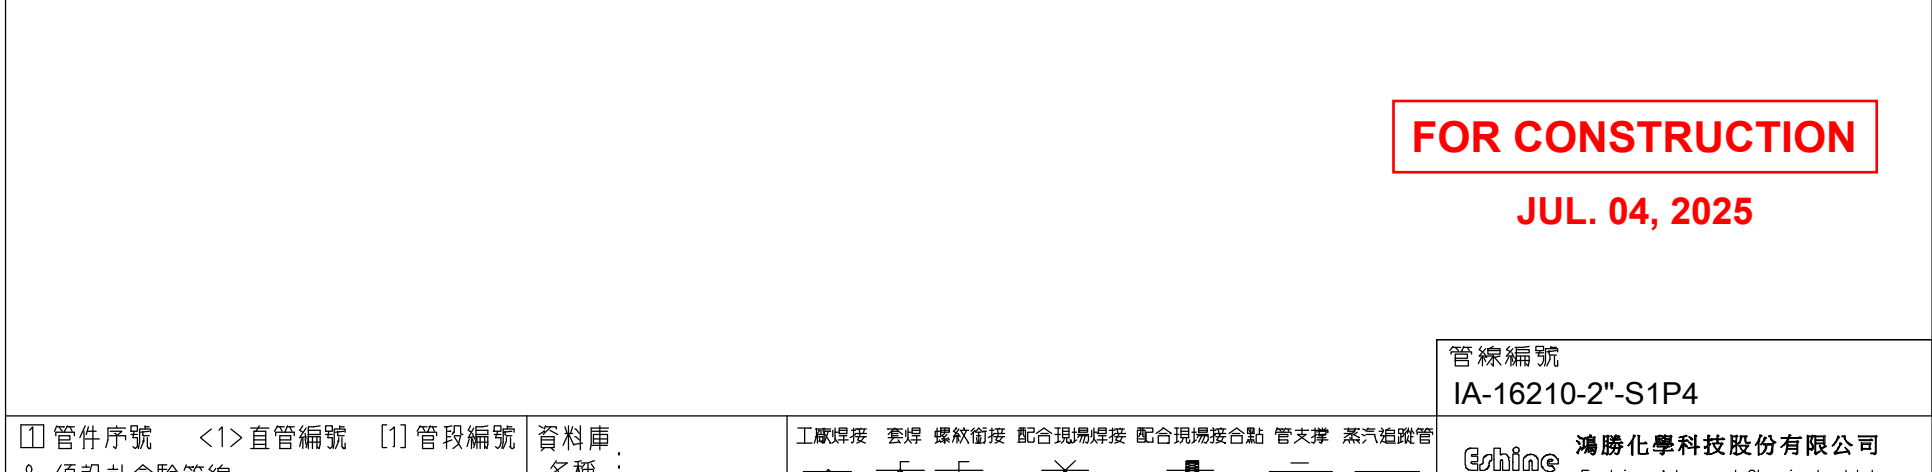 FOR CONSTRUCTION
JUL. 04, 2025
管線編號
IA-16210-2"-S1P4
1 管件序號 <1>直管編號 [1]管段編號
資料庫
名稱 :
工廠焊接 套焊 螺紋銜接 配合現場焊接 配合現場接合點 管支撐 蒸汽追蹤管
Eshine 鴻勝化學科技股份有限公司